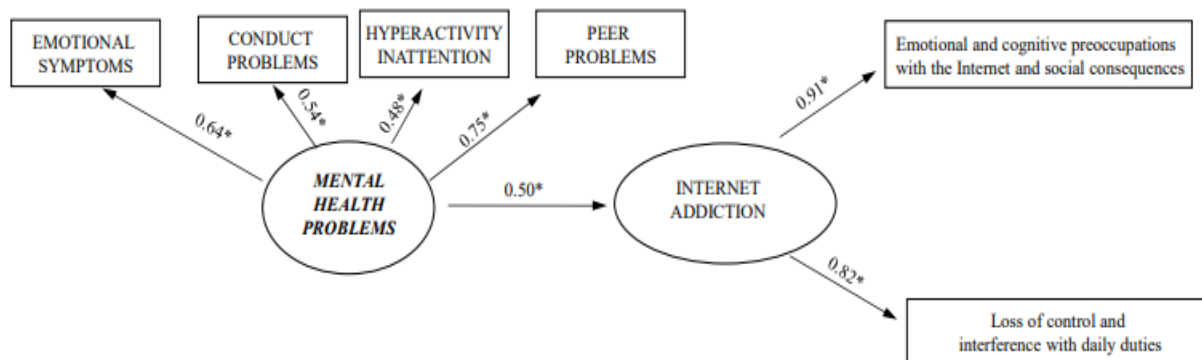 EMOTIONAL
SYMPTOMS
CONDUCT
PROBLEMS
HYPERACTIVITY
INATTENTION
PEER
PROBLEMS
Emotional and cognitive preoccupations
with the Internet and social consequences
0.64*
0.54*
0.48*
0.75*
0.91*
MENTAL
HEALTH
PROBLEMS
0.50*
INTERNET
ADDICTION
0.82*
Loss of control and
interference with daily duties